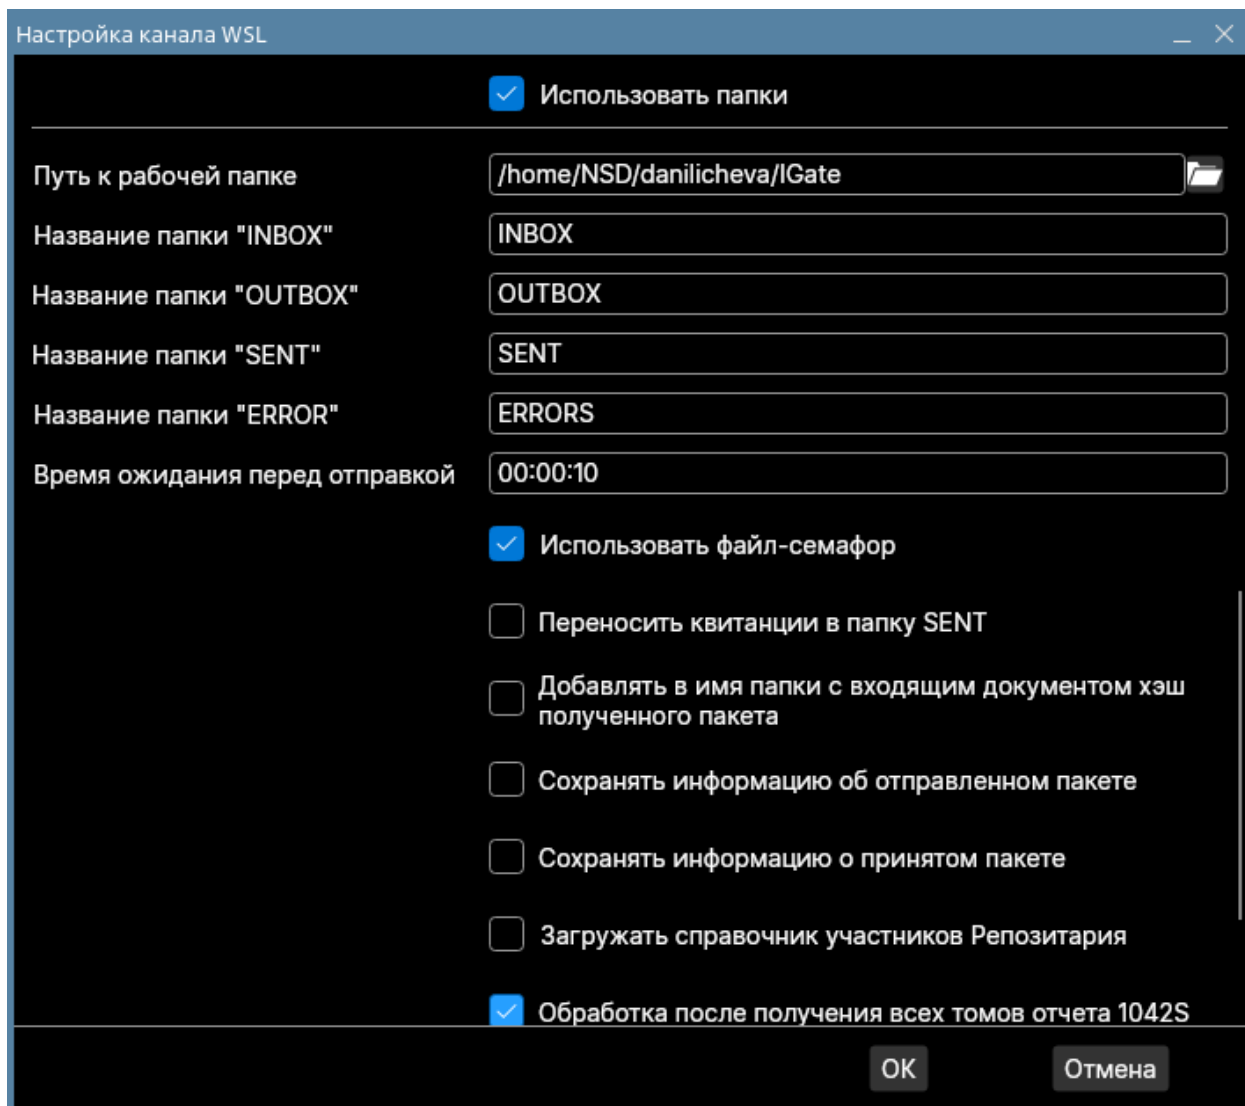 Настройка канала WSL
Использовать папки
Путь к рабочей папке
/home/NSD/danilicheva/IGate
Название папки "INBOX"
INBOX
Название папки "OUTBOX"
OUTBOX
Название папки "SENT"
SENT
Название папки "ERROR"
ERRORS
Время ожидания перед отправкой
00:00:10
Использовать файл-семафор
Переносить квитанции в папку SENT
Добавлять в имя папки с входящим документом хэш
полученного пакета
Сохранять информацию об отправленном пакете
Сохранять информацию о принятом пакете
Загружать справочник участников Репозитария
Обработка после получения всех томов отчета 1042S
ОК
Отмена